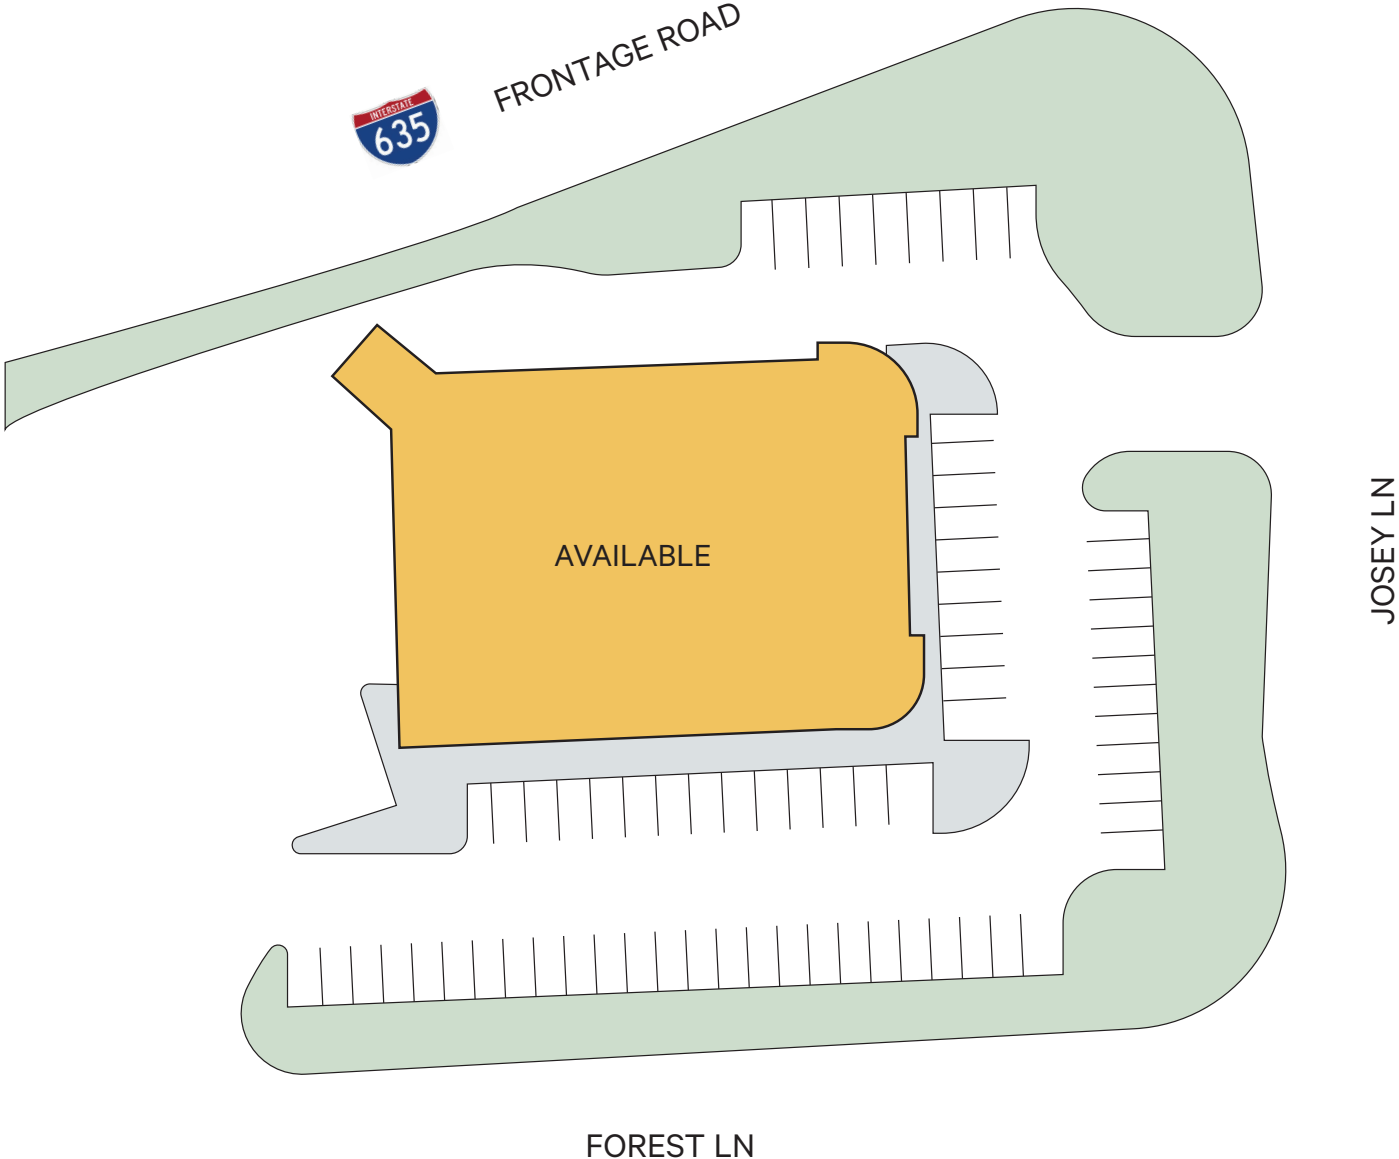 FRONTAGE ROAD
INTERSTATE
635
AVAILABLE
JOSEY LN
FOREST LN